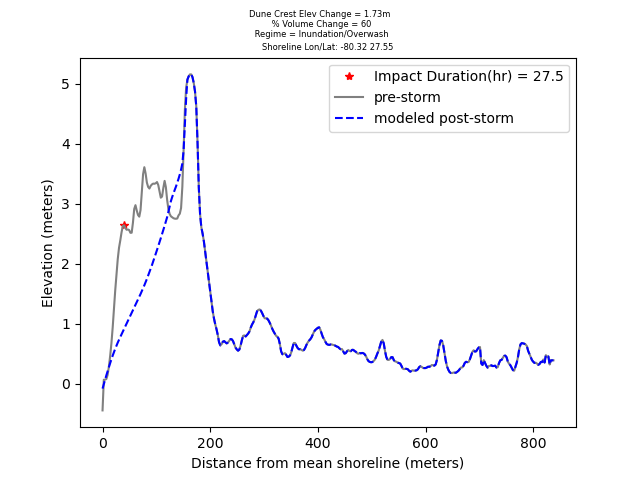 Dune Crest Elev Change = 1.73m
% Volume Change = 60
Regime = Inundation/Overwash
Shoreline Lon/Lat: -80.32 27.55
Impact Duration(hr) = 27.5
pre-storm
modeled post-storm
5
4
3
2
1
0
Elevation (meters)
0 200 400 600 800
Distance from mean shoreline (meters)